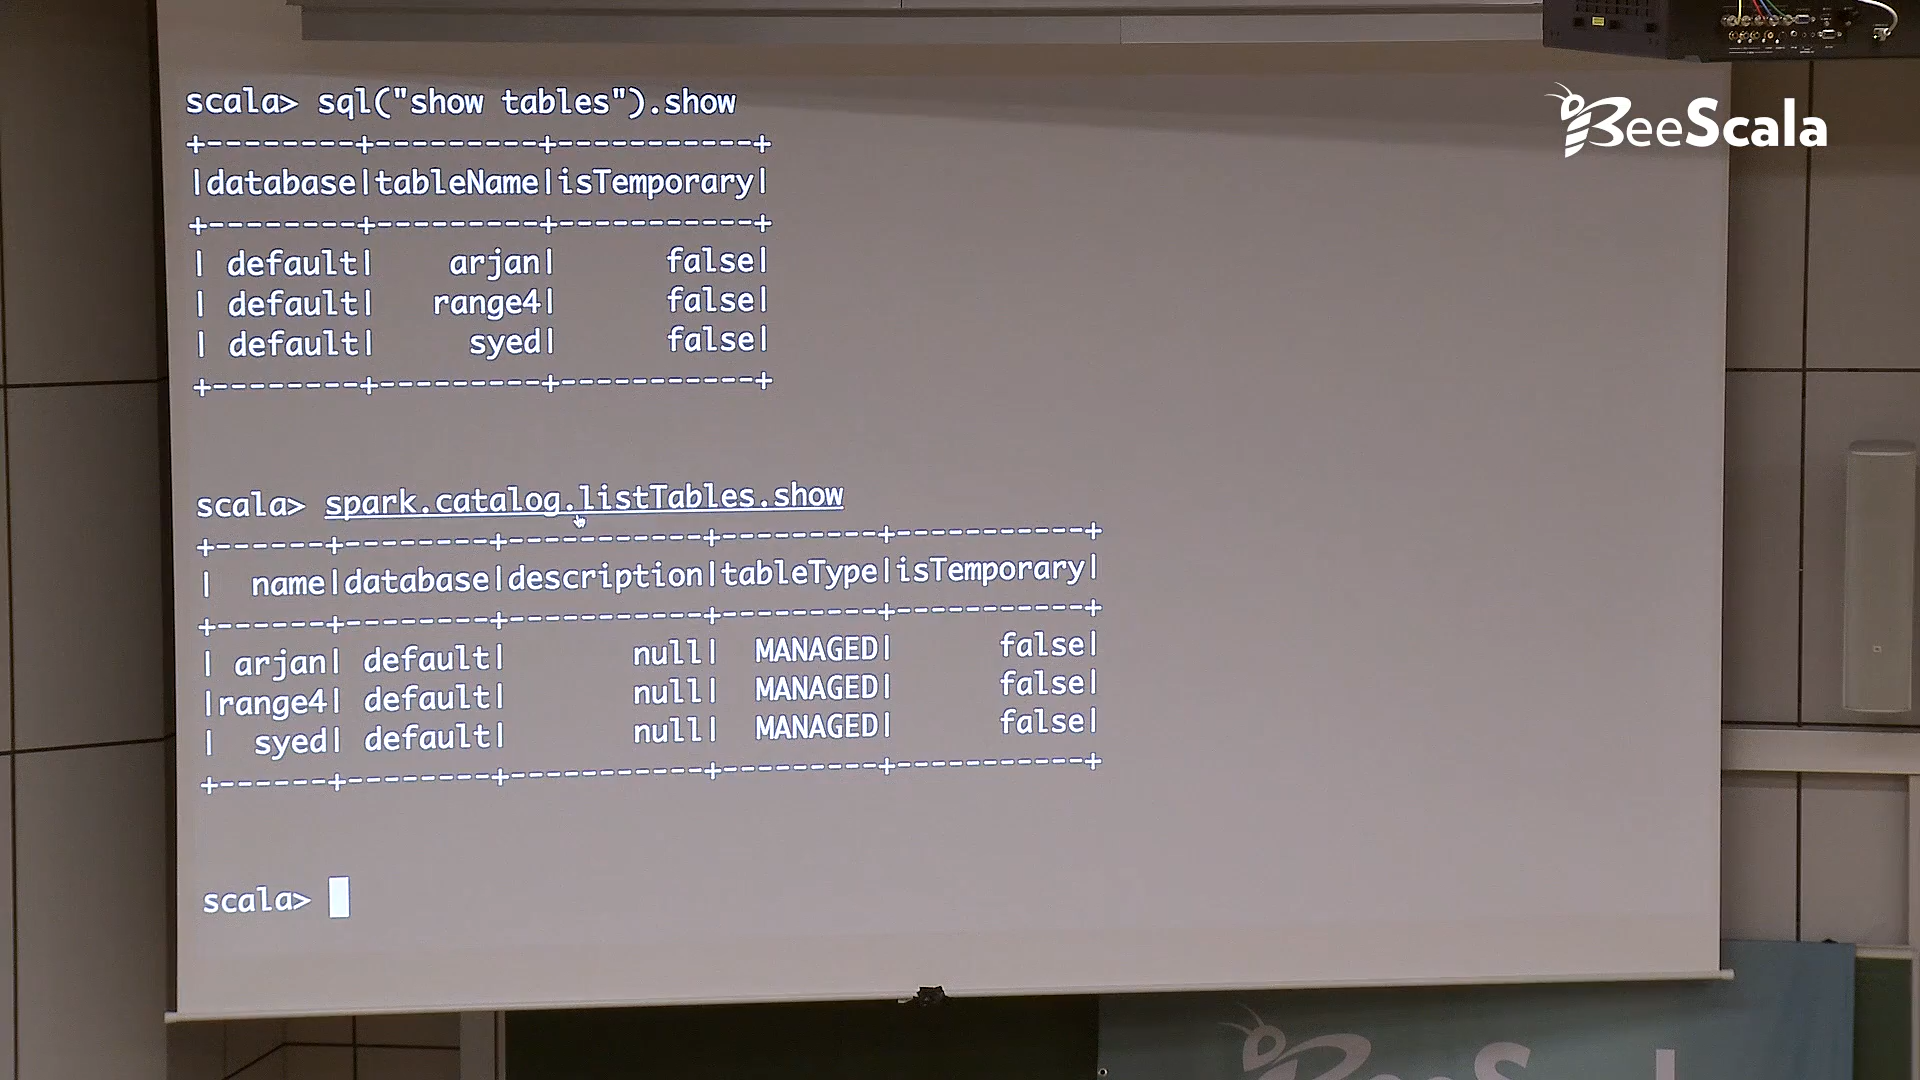 scala> sql("show tables").show
+--------+---------+-----------+
|database|tableName|isTemporary|
+--------+---------+-----------+
| default|    arjan|      false|
| default|   range4|      false|
| default|     syed|      false|
+--------+---------+-----------+
scala> spark.catalog.listTables.show
+------+--------+-----------+---------+-----------+
|  name|database|description|tableType|isTemporary|
+------+--------+-----------+---------+-----------+
| arjan| default|       null|  MANAGED|      false|
|range4| default|       null|  MANAGED|      false|
|  syed| default|       null|  MANAGED|      false|
+------+--------+-----------+---------+-----------+
scala>
BeeScala